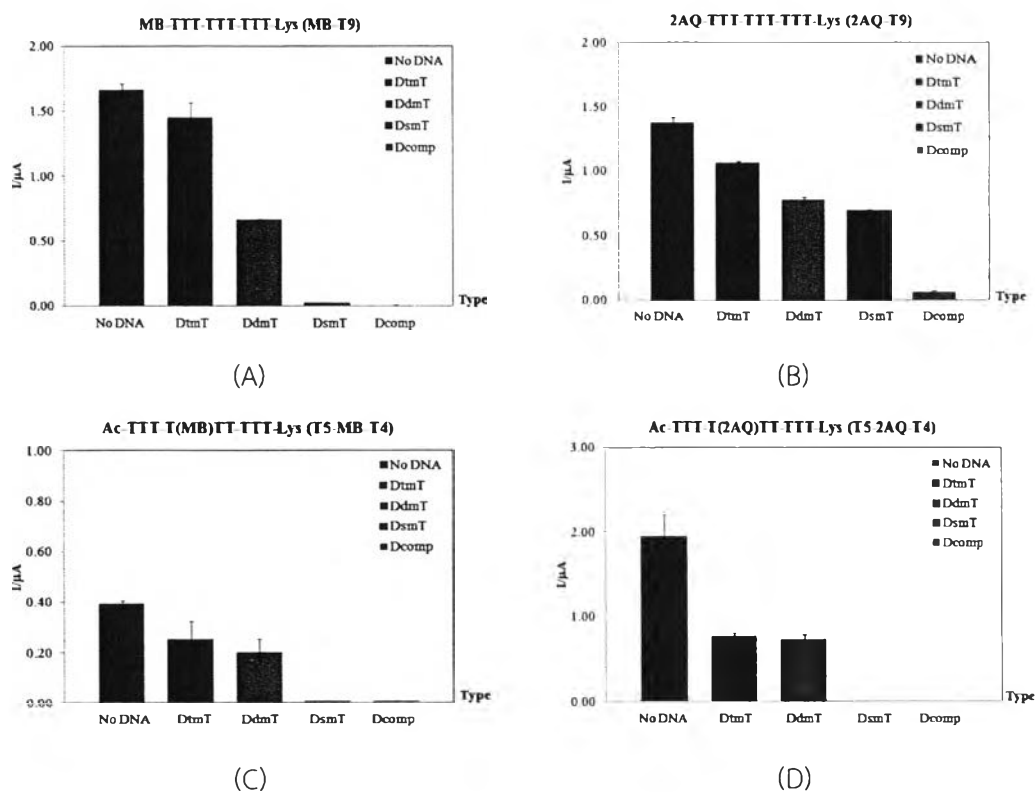 MB-TTT-TTT-TTT-Lys (MB-T9)
2.00
1.50
1.00
0.50
0.00
I/µA
No DNA
DtmT
DdmT
DsmT
Dcomp
No DNA DtmT DdmT DsmT Dcomp
Type
(A)
2AQ-TTT-TTT-TTT-Lys (2AQ-T9)
2.00
1.50
1.00
0.50
0.00
I/µA
No DNA
DtmT
DdmT
DsmT
Dcomp
No DNA DtmT DdmT DsmT Dcomp
Type
(B)
Ac-TTT-T(MB)TT-TTT-Lys (T5-MB-T4)
1.00
0.80
0.60
0.40
0.20
0.00
I/µA
No DNA
DtmT
DdmT
DsmT
Dcomp
No DNA DtmT DdmT DsmT Dcomp
Type
(C)
Ac-TTT-T(2AQ)TT-TTT-Lys (T5-2AQ-T4)
3.00
2.00
1.00
0.00
I/µA
No DNA
DtmT
DdmT
DsmT
Dcomp
No DNA DtmT DdmT DsmT Dcomp
Type
(D)